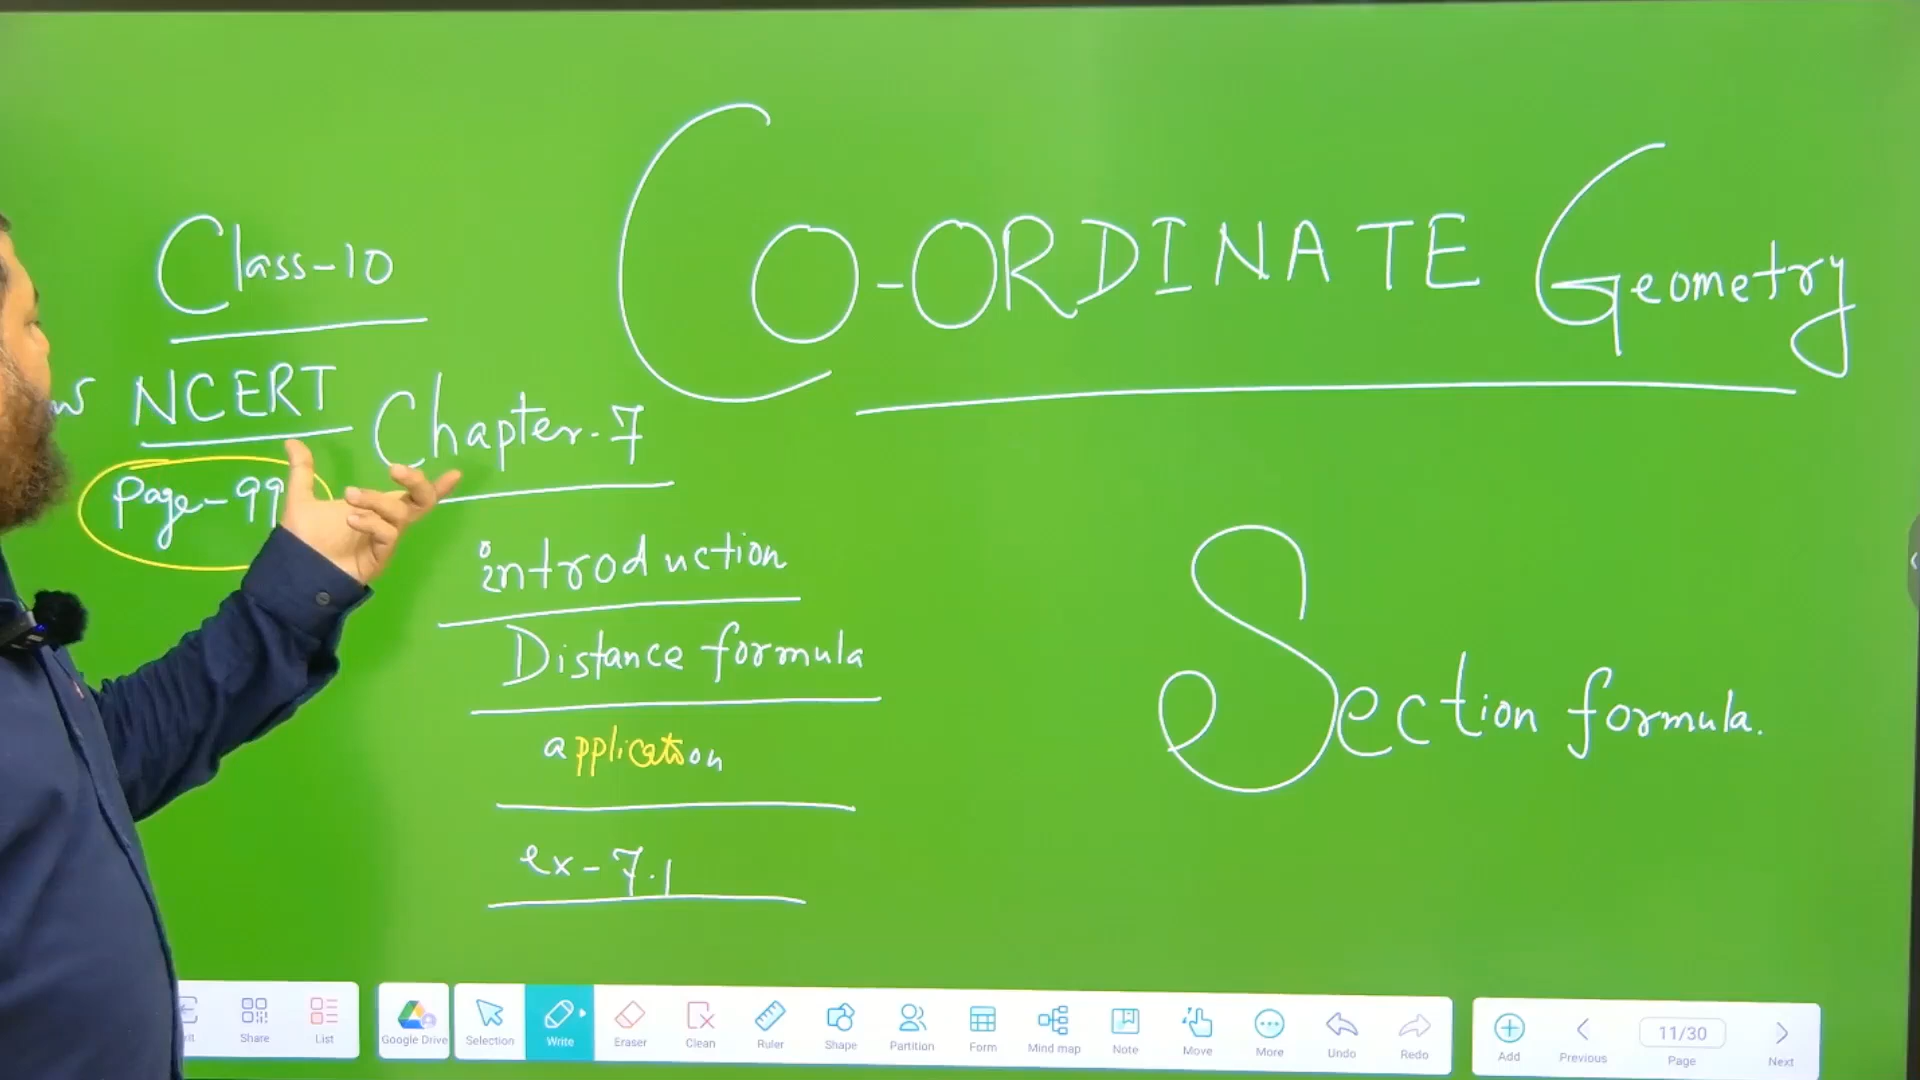 CO-ORDINATE Geometry
Class-10
NCERT
Chapter-7
Page-99
introduction
Distance formula
application
ex-7.1
Section formula.
Share
List
Google Drive
Selection
Write
Eraser
Clean
Ruler
Shape
Partition
Form
Mind map
Note
Move
More
Undo
Redo
Add
Previous
11/30
Page
Next